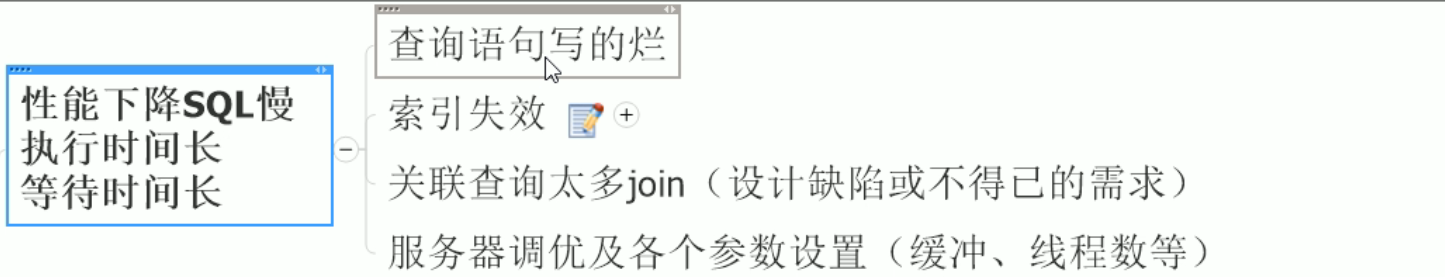 性能下降SQL慢
执行时间长
等待时间长
查询语句写的烂
索引失效
关联查询太多join（设计缺陷或不得已的需求）
服务器调优及各个参数设置（缓冲、线程数等）